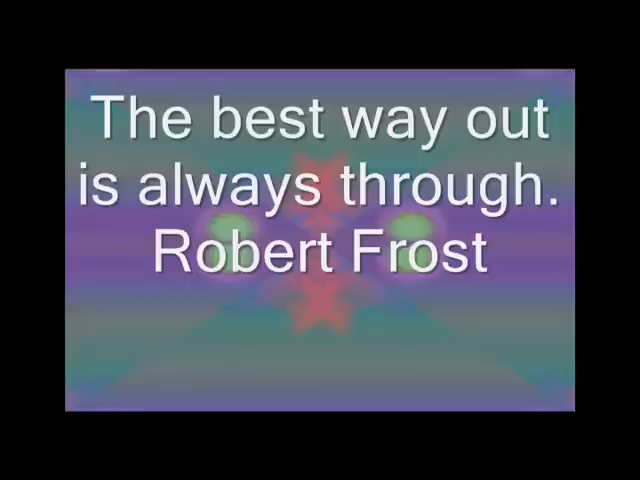 The best way out
is always through.
Robert Frost